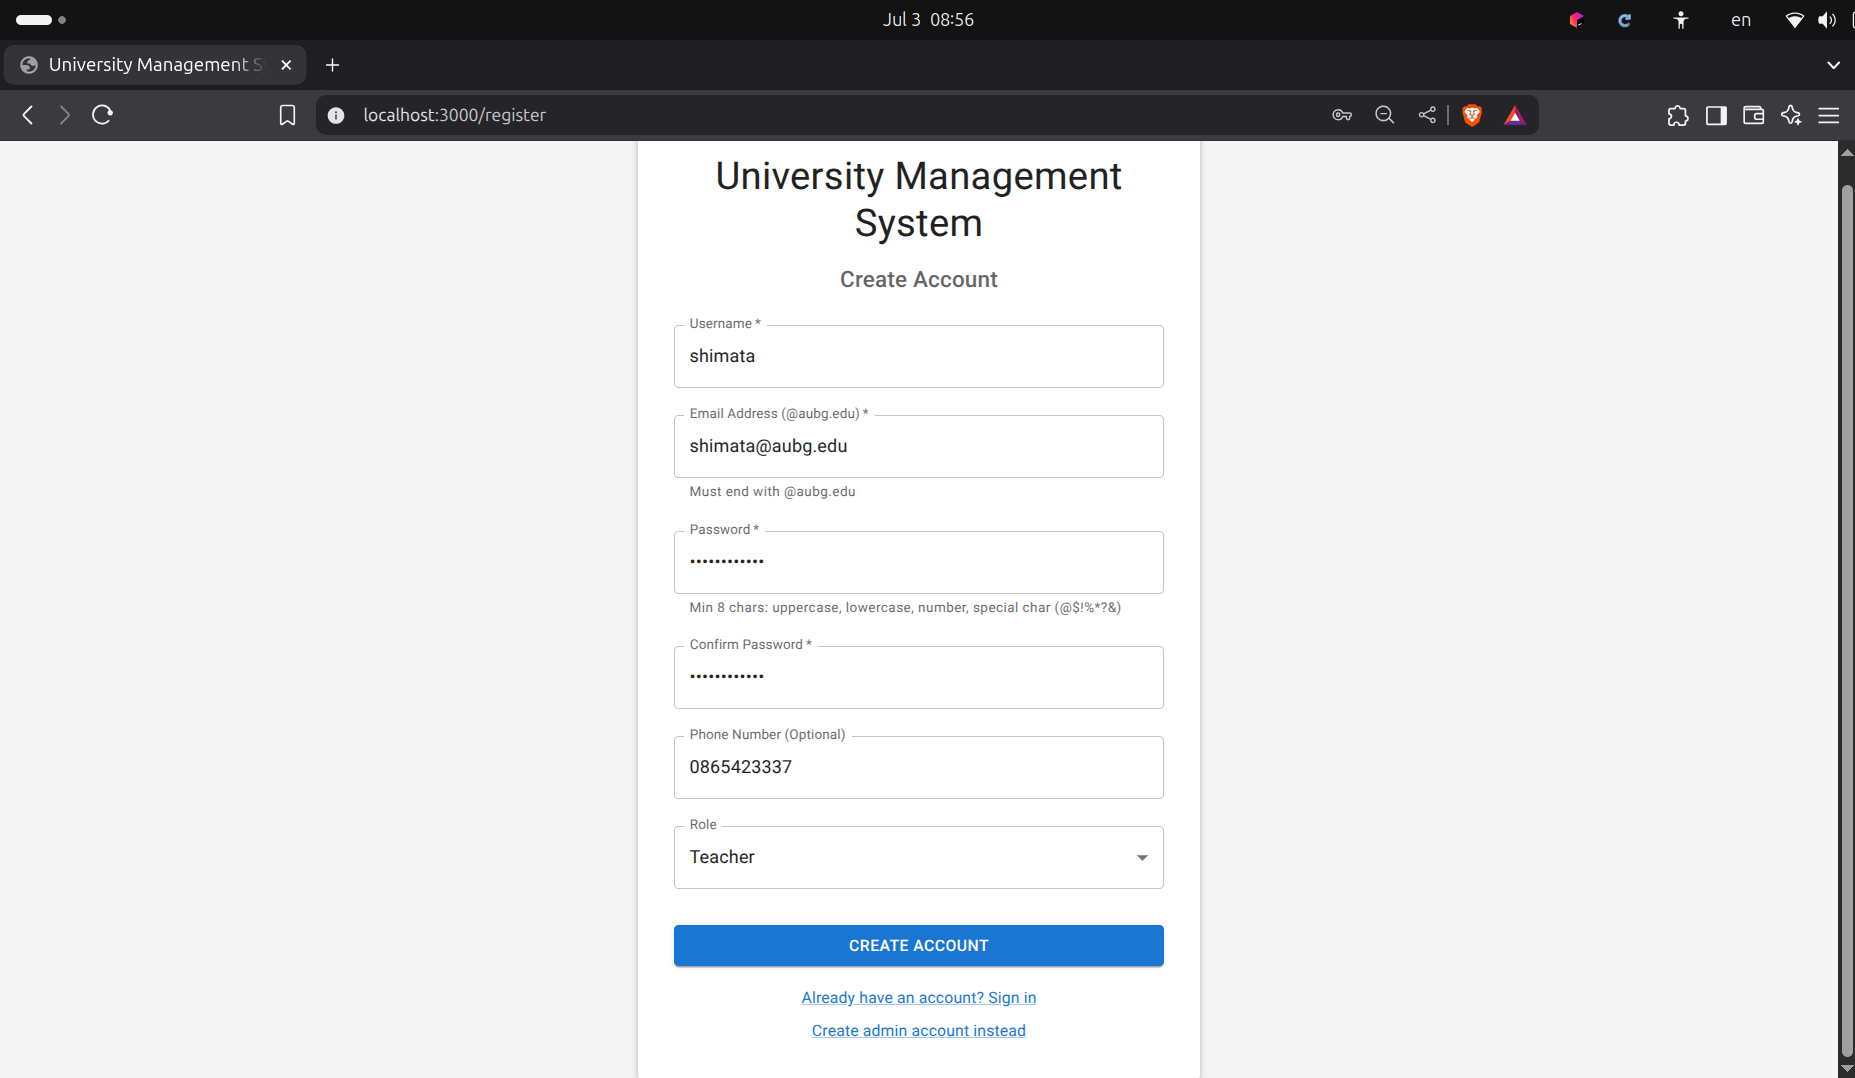 Jul 3 08:56
en
University Management S
localhost:3000/register
University Management
System
Create Account
Username *
shimata
Email Address (@aubg.edu) *
shimata@aubg.edu
Must end with @aubg.edu
Password *
••••••••••••
Min 8 chars: uppercase, lowercase, number, special char (@$!%*?&)
Confirm Password *
••••••••••••
Phone Number (Optional)
0865423337
Role
Teacher
CREATE ACCOUNT
Already have an account? Sign in
Create admin account instead